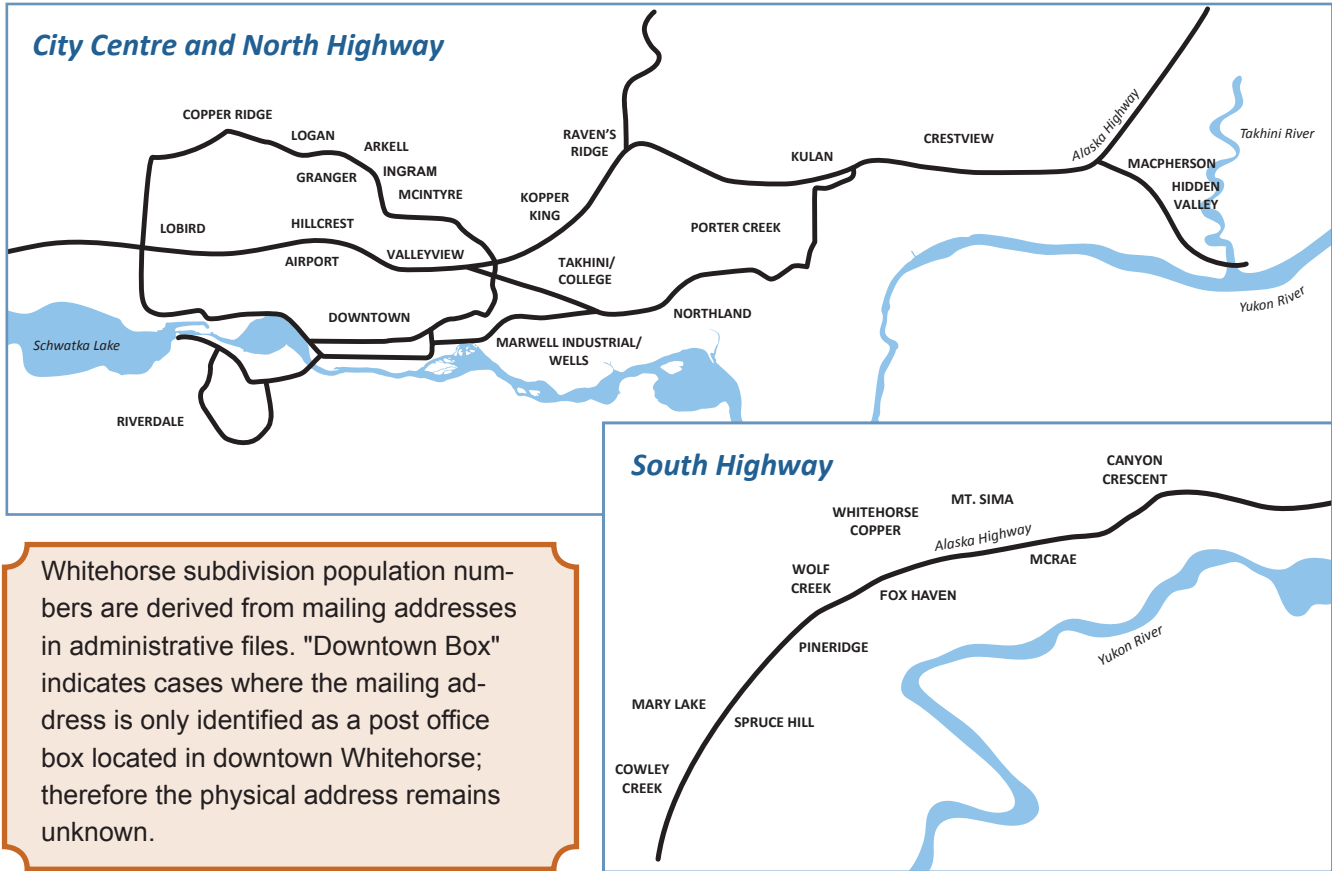 City Centre and North Highway
COPPER RIDGE
LOGAN
ARKELL
GRANGER
INGRAM
MCINTYRE
LOBIRD
HILLCREST
AIRPORT
VALLEYVIEW
KOPPER
KING
RAVEN'S
RIDGE
TAKHINI/
COLLEGE
KULAN
PORTER CREEK
CRESTVIEW
Alaska Highway
MACPHERSON
HIDDEN
VALLEY
Takhini River
Yukon River
NORTHLAND
DOWNTOWN
MARWELL INDUSTRIAL/
WELLS
Schwatka Lake
RIVERDALE
South Highway
CANYON
CRESCENT
MT. SIMA
WHITEHORSE
COPPER
Alaska Highway
MCRAE
WOLF
CREEK
FOX HAVEN
PINERIDGE
Yukon River
MARY LAKE
SPRUCE HILL
COWLEY
CREEK
Whitehorse subdivision population num-
bers are derived from mailing addresses
in administrative files. "Downtown Box"
indicates cases where the mailing ad-
dress is only identified as a post office
box located in downtown Whitehorse;
therefore the physical address remains
unknown.